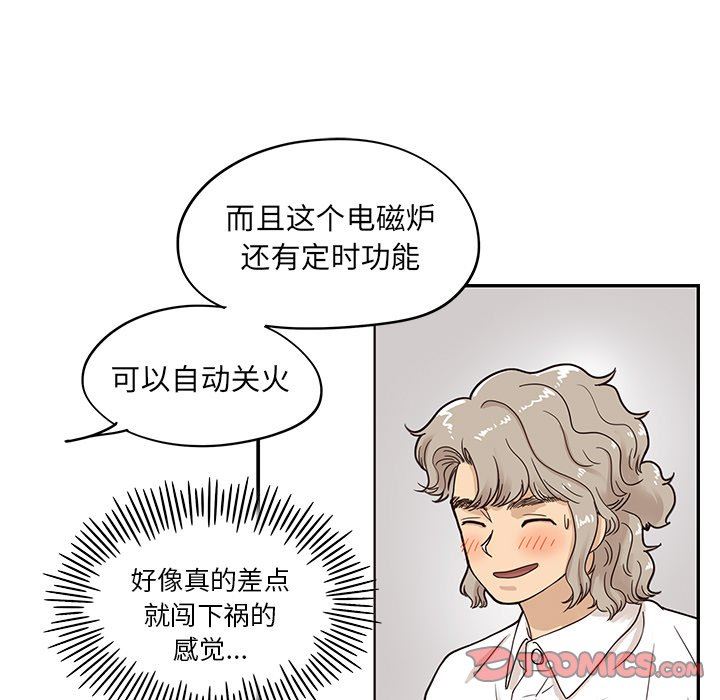 而且这个电磁炉
还有定时功能
可以自动关火
好像真的差点
就闯下祸的
感觉...
TOOMICS.COM